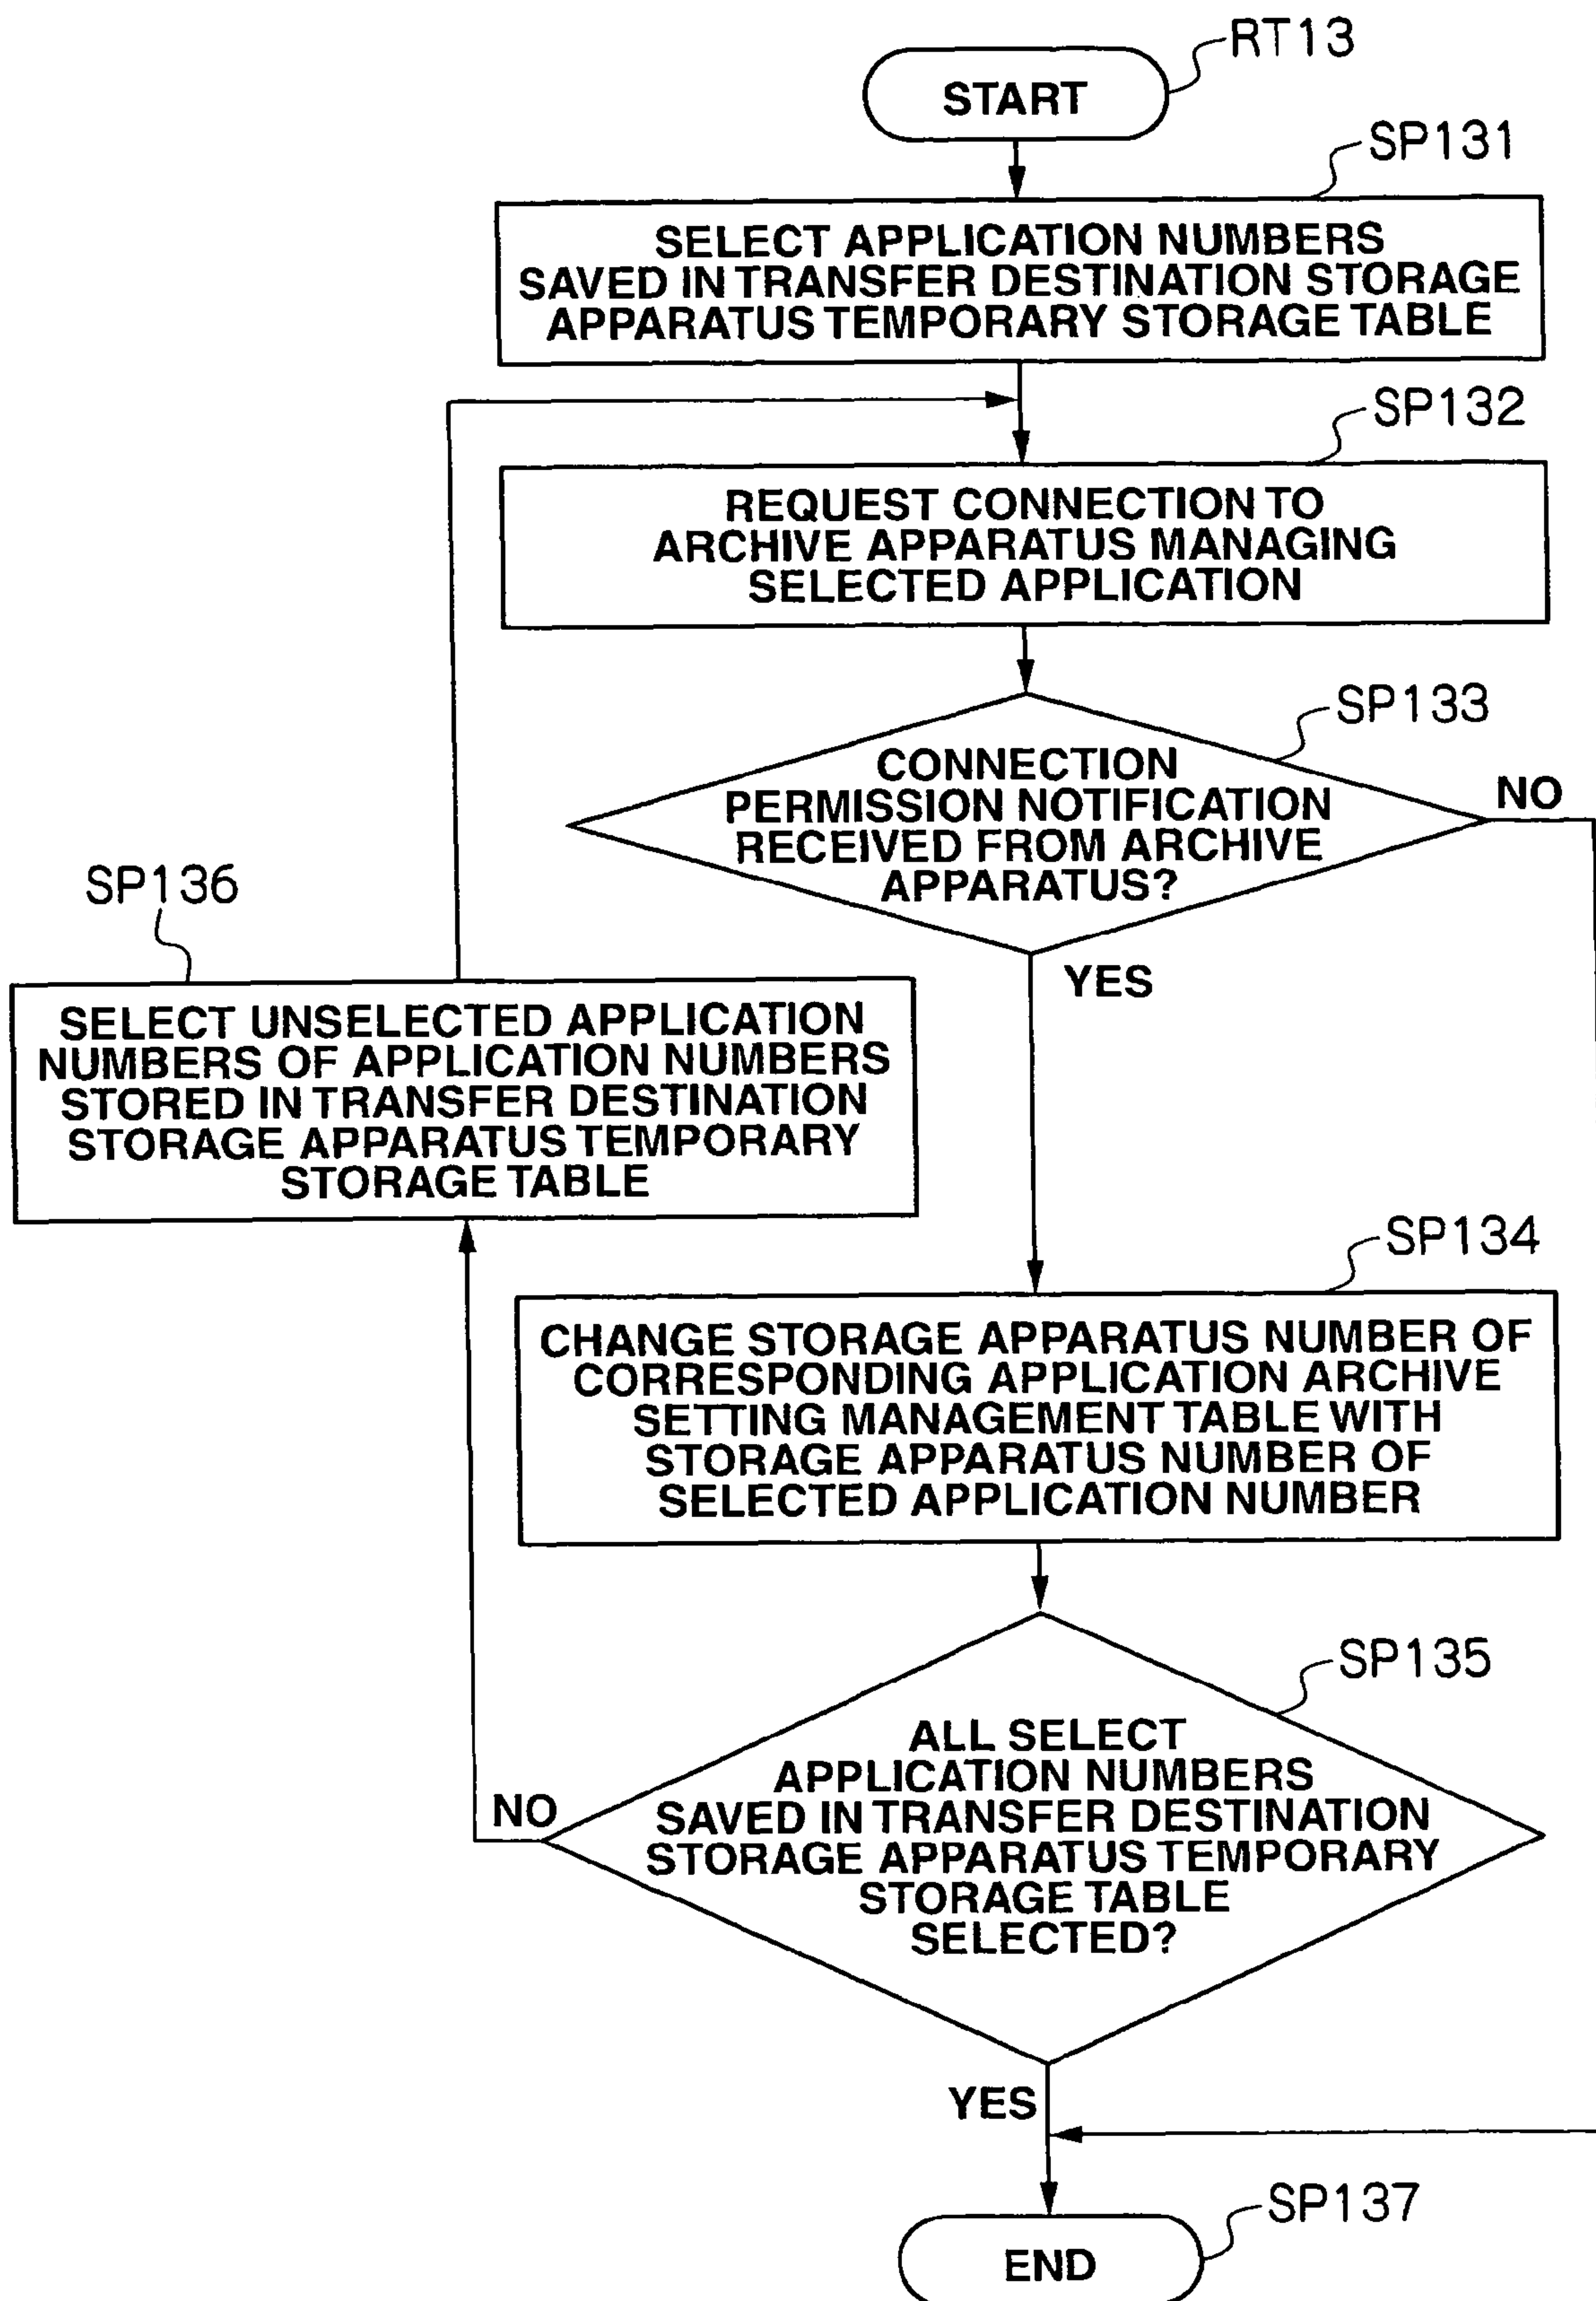 RT13
START
SP131
SELECT APPLICATION NUMBERS
SAVED IN TRANSFER DESTINATION STORAGE
APPARATUS TEMPORARY STORAGE TABLE
SP132
REQUEST CONNECTION TO
ARCHIVE APPARATUS MANAGING
SELECTED APPLICATION
SP133
CONNECTION
PERMISSION NOTIFICATION
RECEIVED FROM ARCHIVE
APPARATUS?
NO
YES
SP136
SELECT UNSELECTED APPLICATION
NUMBERS OF APPLICATION NUMBERS
STORED IN TRANSFER DESTINATION
STORAGE APPARATUS TEMPORARY
STORAGE TABLE
SP134
CHANGE STORAGE APPARATUS NUMBER OF
CORRESPONDING APPLICATION ARCHIVE
SETTING MANAGEMENT TABLE WITH
STORAGE APPARATUS NUMBER OF
SELECTED APPLICATION NUMBER
SP135
ALL SELECT
APPLICATION NUMBERS
SAVED IN TRANSFER DESTINATION
STORAGE APPARATUS TEMPORARY
STORAGE TABLE
SELECTED?
NO
YES
SP137
END